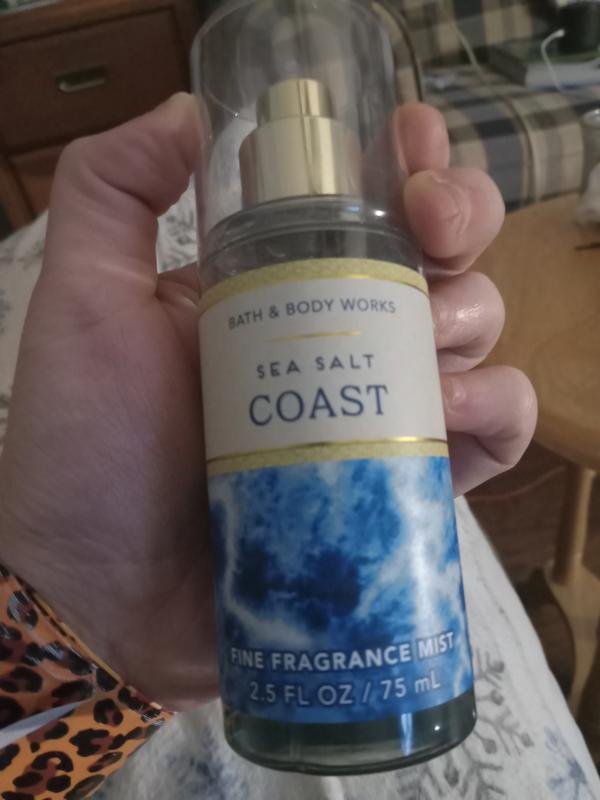 BATH & BODY WORKS
SEA SALT
COAST
FINE FRAGRANCE MIST
2.5 FL OZ / 75 mL